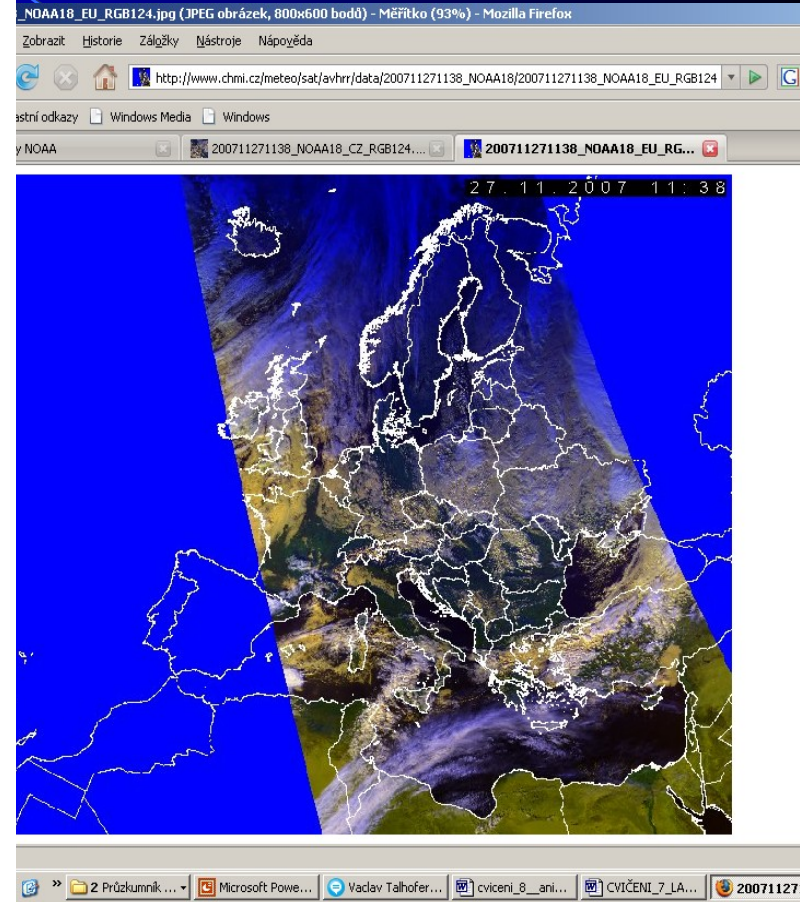 _NOAA18_EU_RGB124.jpg (JPEG obrázek, 800x600 bodů) - Měřítko (93%) - Mozilla Firefox
Zobrazit Historie Záložky Nástroje Nápověda
http://www.chmi.cz/meteo/sat/avhrr/data/200711271138_NOAA18/200711271138_NOAA18_EU_RGB124
astní odkazy Windows Media Windows
y NOAA 200711271138_NOAA18_CZ_RGB124.... 200711271138_NOAA18_EU_RG...
27.11.2007 11:38
» 2 Průzkumník ... Microsoft Powe... Vaclav Talhofer... cviceni_8__ani... CVIČENÍ_7_LA... 20071127